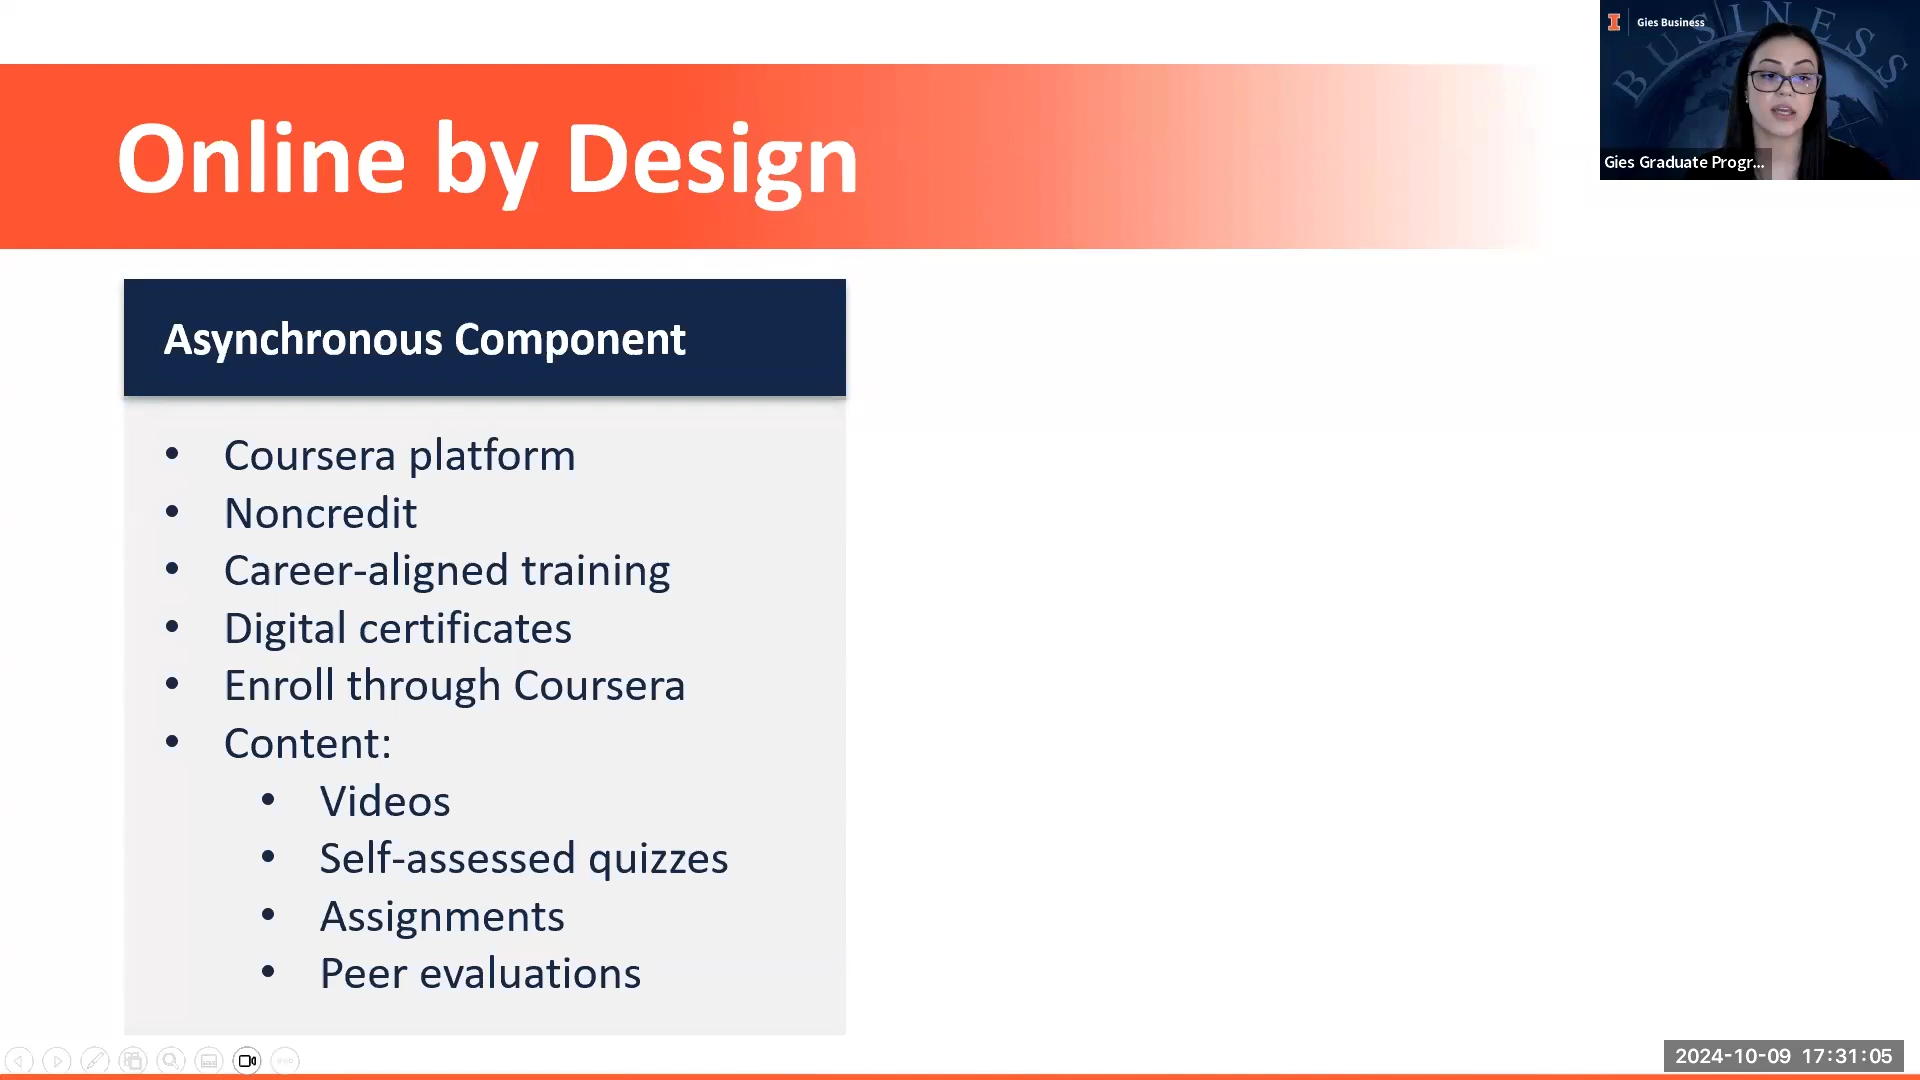 Online by Design
Asynchronous Component
• Coursera platform
• Noncredit
• Career-aligned training
• Digital certificates
• Enroll through Coursera
• Content:
• Videos
• Self-assessed quizzes
• Assignments
• Peer evaluations
I
Gies Business
BUSINESS
Gies Graduate Progr...
2024-10-09 17:31:05